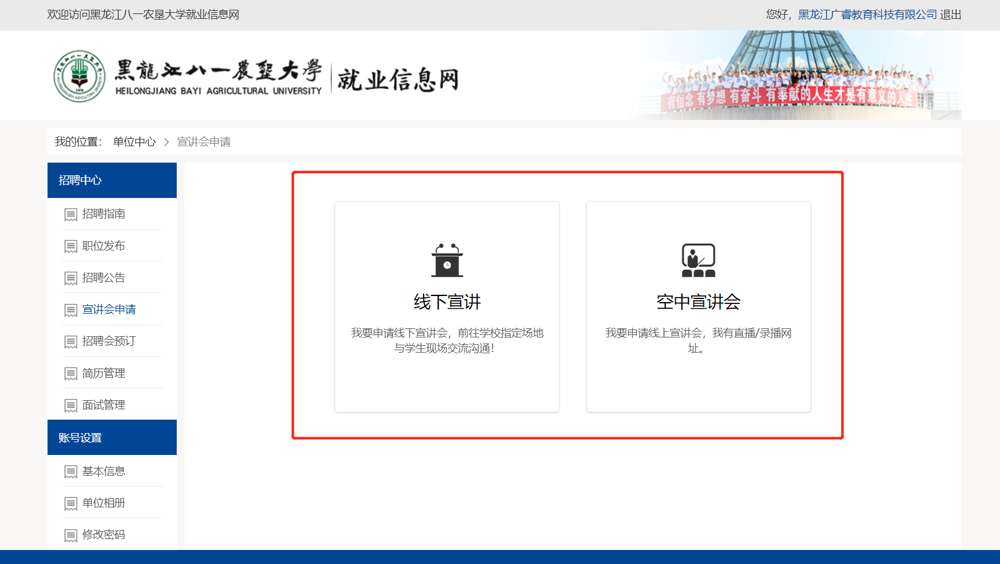 欢迎访问黑龙江八一农垦大学就业信息网
您好，黑龙江广睿教育科技有限公司 退出
黑龍江八一農墾大學
HEILONGJIANG BAYI AGRICULTURAL UNIVERSITY
就业信息网
有信念 有梦想 有奋斗 有奉献的人生才是有意义的人生
我的位置： 单位中心 > 宣讲会申请
招聘中心
招聘指南
职位发布
招聘公告
宣讲会申请
招聘会预订
简历管理
面试管理
账号设置
基本信息
单位相册
修改密码
线下宣讲
我要申请线下宣讲会，前往学校指定场地
与学生现场交流沟通！
空中宣讲会
我要申请线上宣讲会，我有直播/录播网
址。